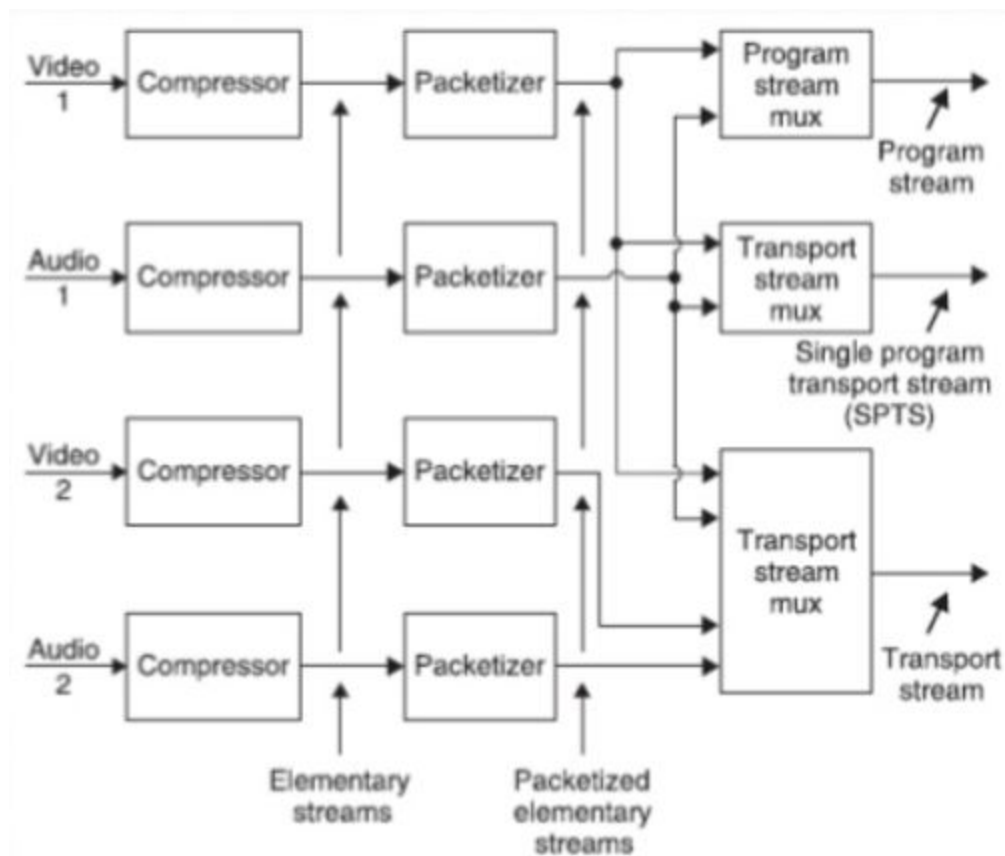 Video
1
Compressor
Packetizer
Program
stream
mux
Program
stream
Audio
1
Compressor
Packetizer
Transport
stream
mux
Single program
transport stream
(SPTS)
Video
2
Compressor
Packetizer
Transport
stream
mux
Audio
2
Compressor
Packetizer
Transport
stream
Elementary
streams
Packetized
elementary
streams